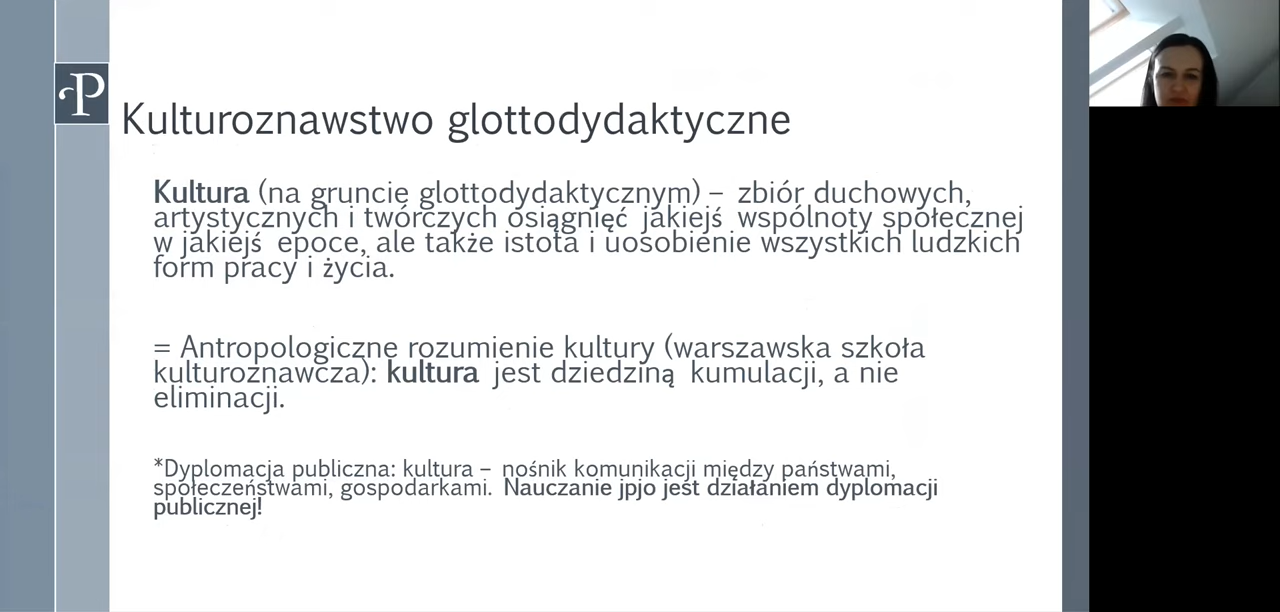 P
Kulturoznawstwo glottodydaktyczne
Kultura (na gruncie glottodydaktycznym) – zbiór duchowych,
artystycznych i twórczych osiągnięć jakiejś wspólnoty społecznej
w jakiejś epoce, ale także istota i uosobienie wszystkich ludzkich
form pracy i życia.
= Antropologiczne rozumienie kultury (warszawska szkoła
kulturoznawcza): kultura jest dziedziną kumulacji, a nie
eliminacji.
*Dyplomacja publiczna: kultura – nośnik komunikacji między państwami,
społeczeństwami, gospodarkami. Nauczanie jpjo jest działaniem dyplomacji
publicznej!